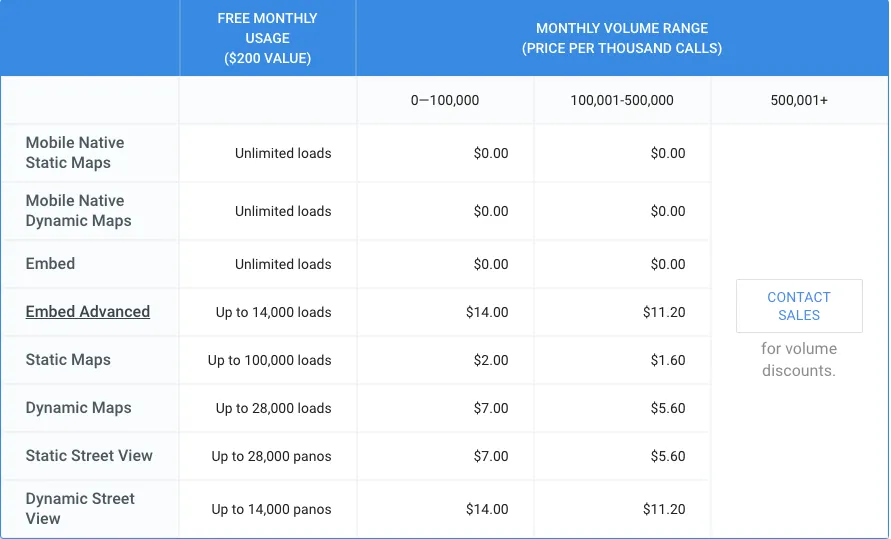 FREE MONTHLY
USAGE
($200 VALUE)
MONTHLY VOLUME RANGE
(PRICE PER THOUSAND CALLS)
0—100,000
100,001-500,000
500,001+
Mobile Native
Static Maps
Unlimited loads
$0.00
$0.00
Mobile Native
Dynamic Maps
Unlimited loads
$0.00
$0.00
Embed
Unlimited loads
$0.00
$0.00
Embed Advanced
Up to 14,000 loads
$14.00
$11.20
Static Maps
Up to 100,000 loads
$2.00
$1.60
Dynamic Maps
Up to 28,000 loads
$7.00
$5.60
Static Street View
Up to 28,000 panos
$7.00
$5.60
Dynamic Street
View
Up to 14,000 panos
$14.00
$11.20
CONTACT
SALES
for volume
discounts.